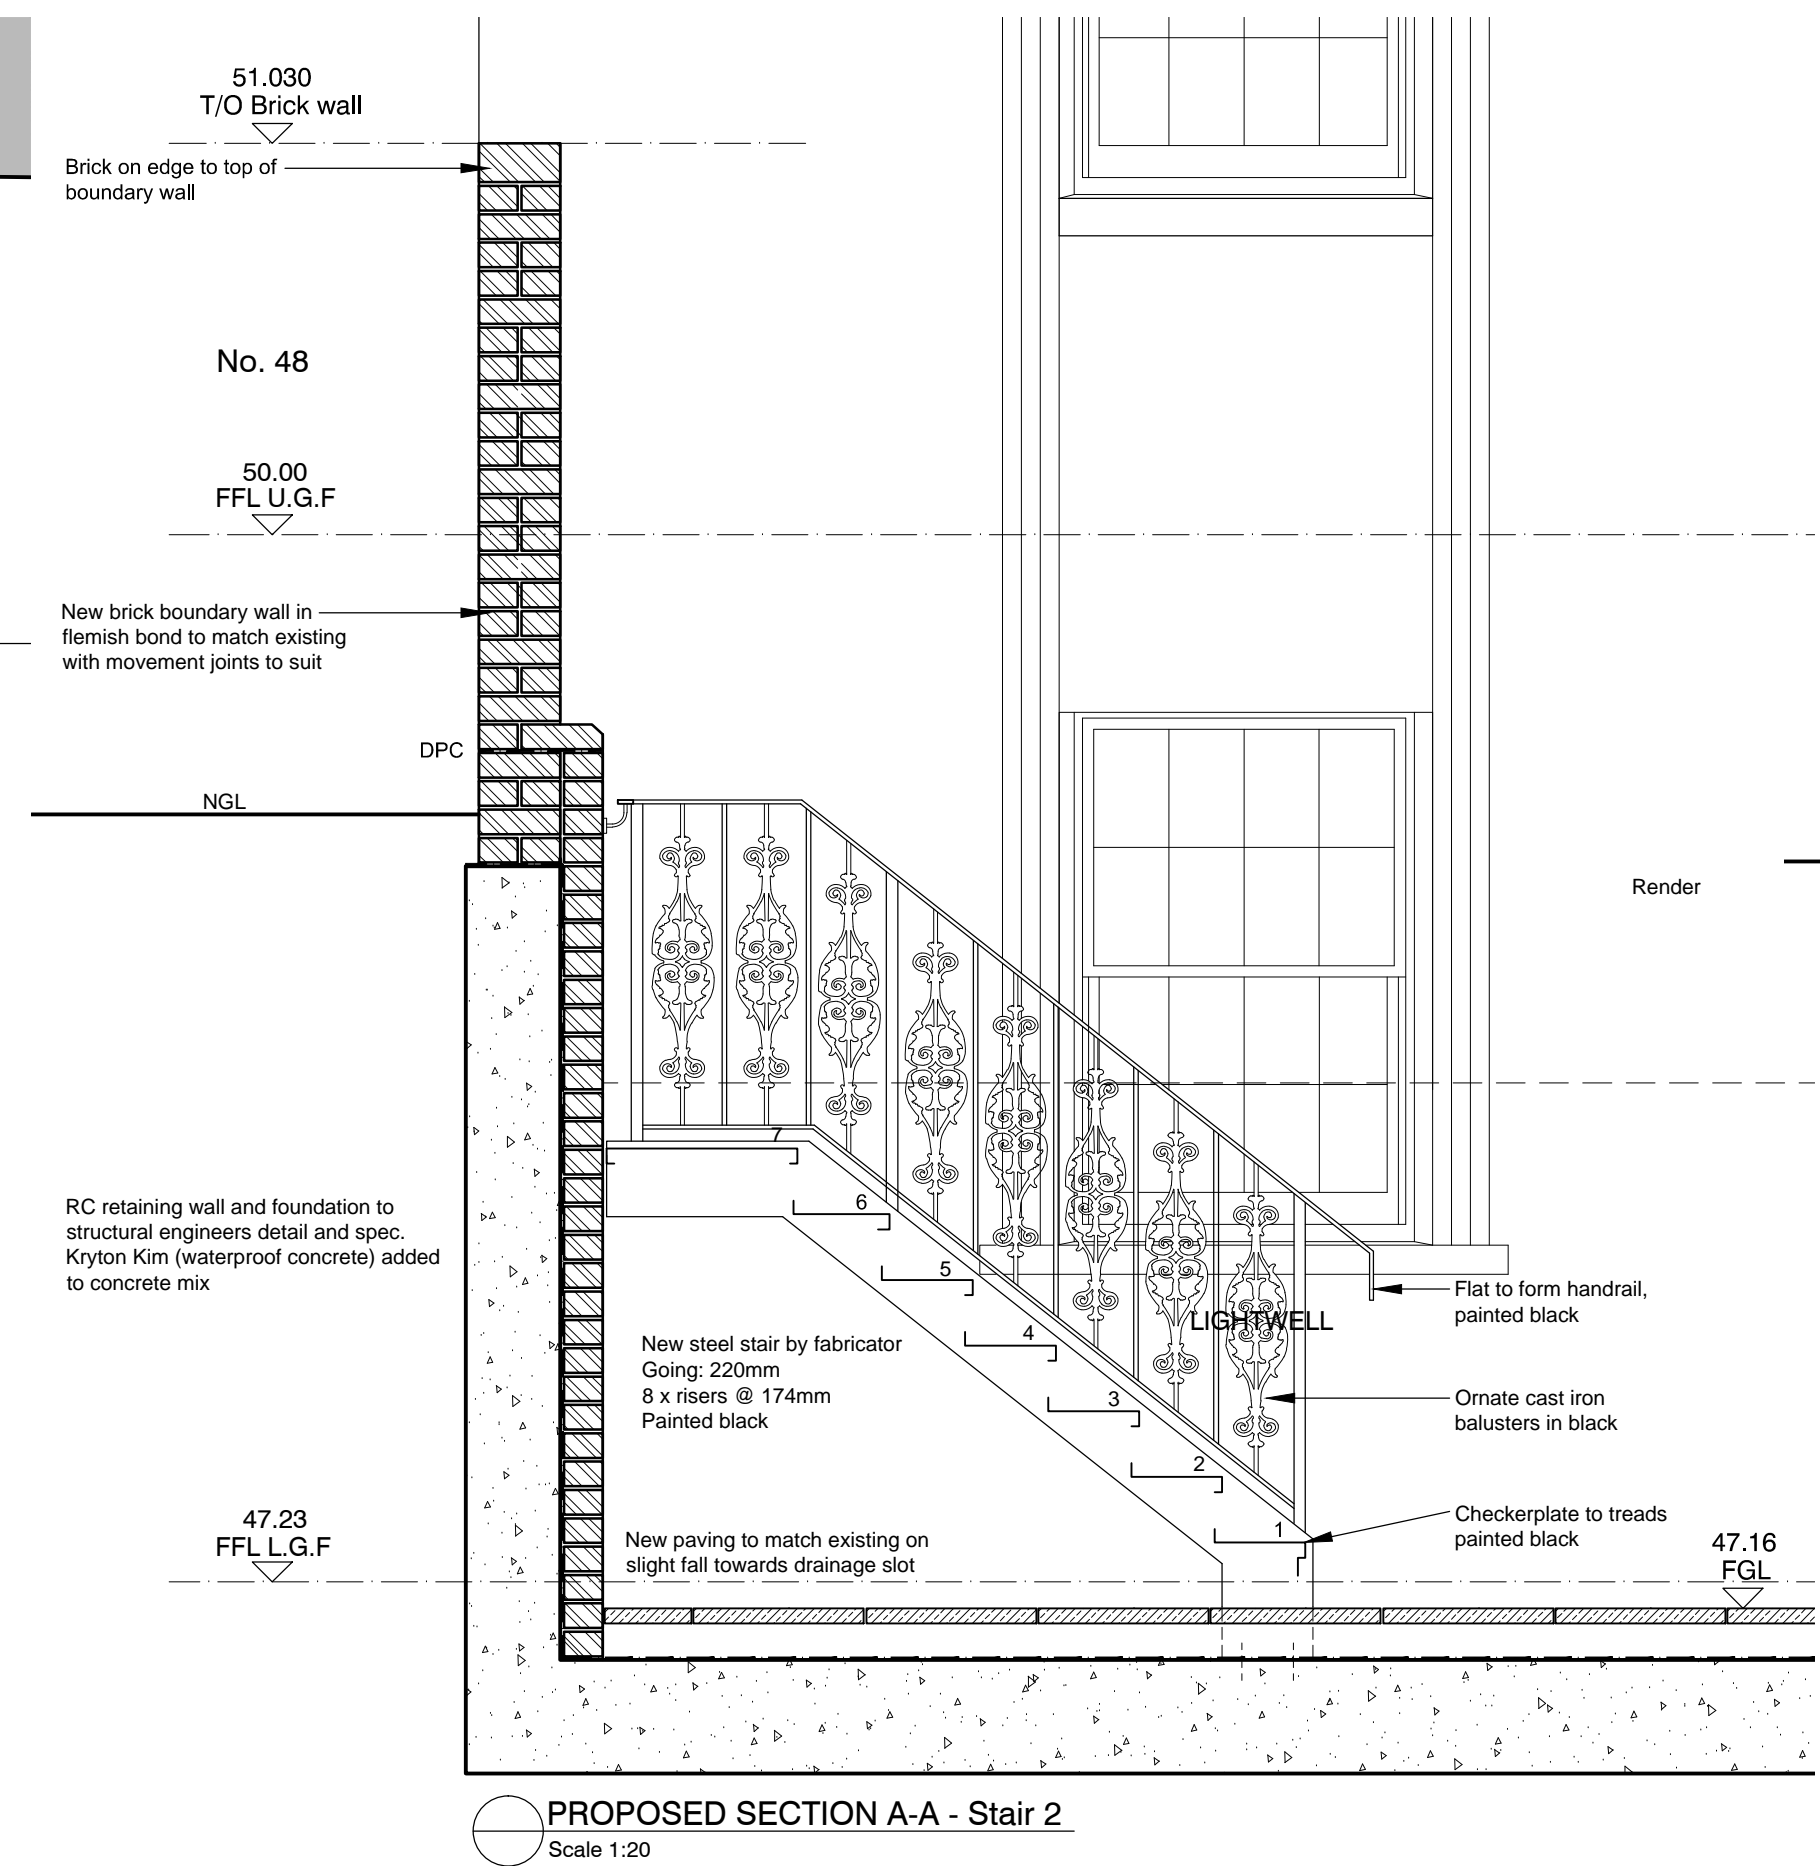 51.030
T/O Brick wall
Brick on edge to top of
boundary wall
No. 48
50.00
FFL U.G.F
New brick boundary wall in
flemish bond to match existing
with movement joints to suit
DPC
NGL
Render
7
6
5
4
3
2
1
RC retaining wall and foundation to
structural engineers detail and spec.
Kryton Kim (waterproof concrete) added
to concrete mix
New steel stair by fabricator
Going: 220mm
8 x risers @ 174mm
Painted black
LIGHTWELL
Flat to form handrail,
painted black
Ornate cast iron
balusters in black
Checkerplate to treads
painted black
47.23
FFL L.G.F
New paving to match existing on
slight fall towards drainage slot
47.16
FGL
PROPOSED SECTION A-A - Stair 2
Scale 1:20